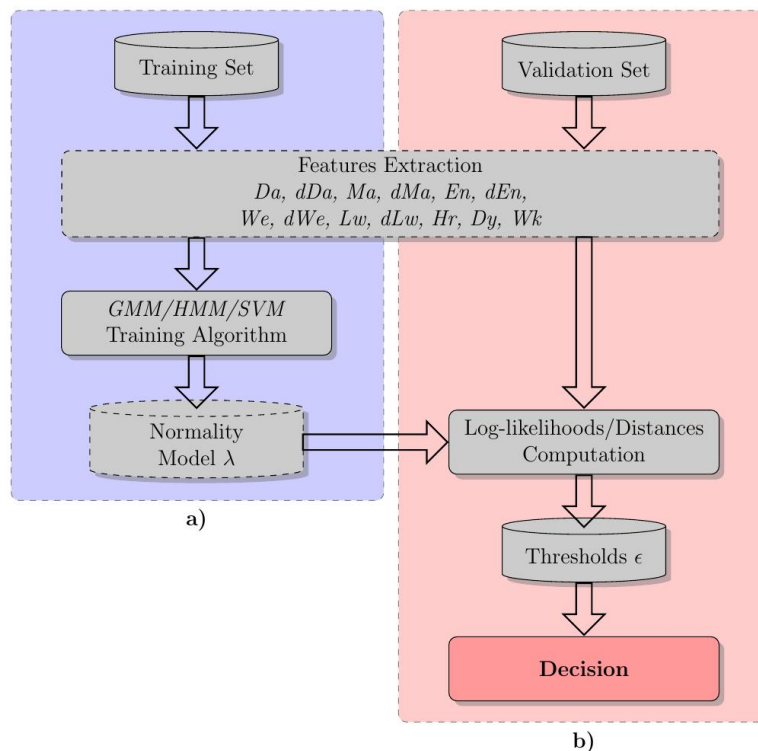 Training Set
Validation Set
Features Extraction
Da, dDa, Ma, dMa, En, dEn,
We, dWe, Lw, dLw, Hr, Dy, Wk
GMM/HMM/SVM
Training Algorithm
Normality
Model λ
Log-likelihoods/Distances
Computation
a)
Thresholds ϵ
Decision
b)